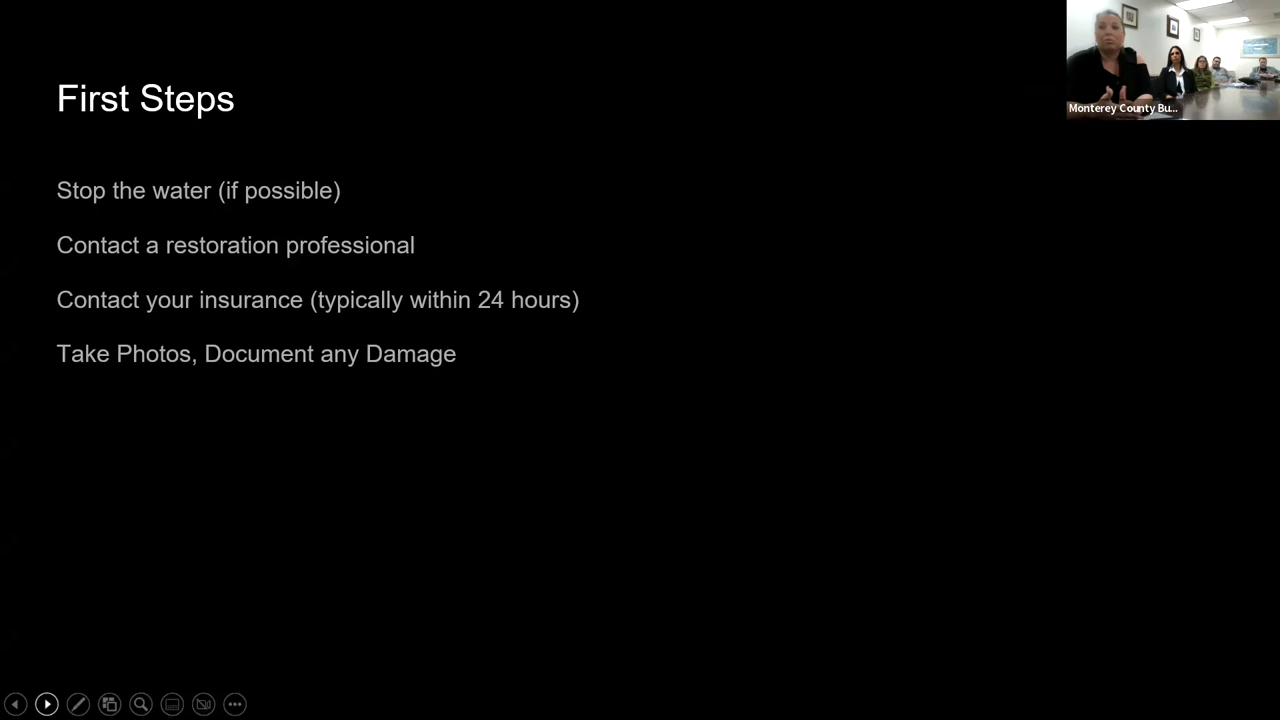 First Steps
Stop the water (if possible)
Contact a restoration professional
Contact your insurance (typically within 24 hours)
Take Photos, Document any Damage
Monterey County Bu...